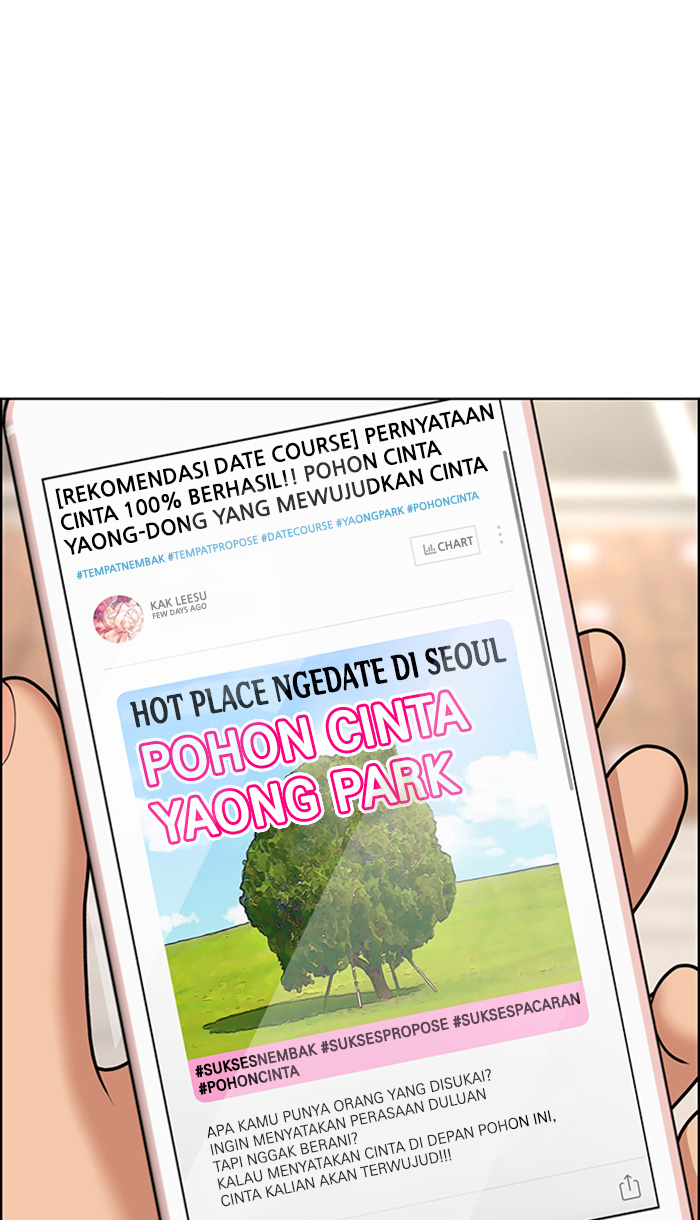 [REKOMENDASI DATE COURSE] PERNYATAAN
CINTA 100% BERHASIL!! POHON CINTA
YAONG-DONG YANG MEWUJUDKAN CINTA
#TEMPATNEMBAK #TEMPATPROPOSE #DATECOURSE #YAONGPARK #POHONCINTA
CHART
KAK LEESU
FEW DAYS AGO
HOT PLACE NGEDATE DI SEOUL
POHON CINTA
YAONG PARK
#SUKSESNEMBAK #SUKSESPROPOSE #SUKSESPACARAN
#POHONCINTA
APA KAMU PUNYA ORANG YANG DISUKAI?
INGIN MENYATAKAN PERASAAN DULUAN
TAPI NGGAK BERANI?
KALAU MENYATAKAN CINTA DI DEPAN POHON INI,
CINTA KALIAN AKAN TERWUJUD!!!